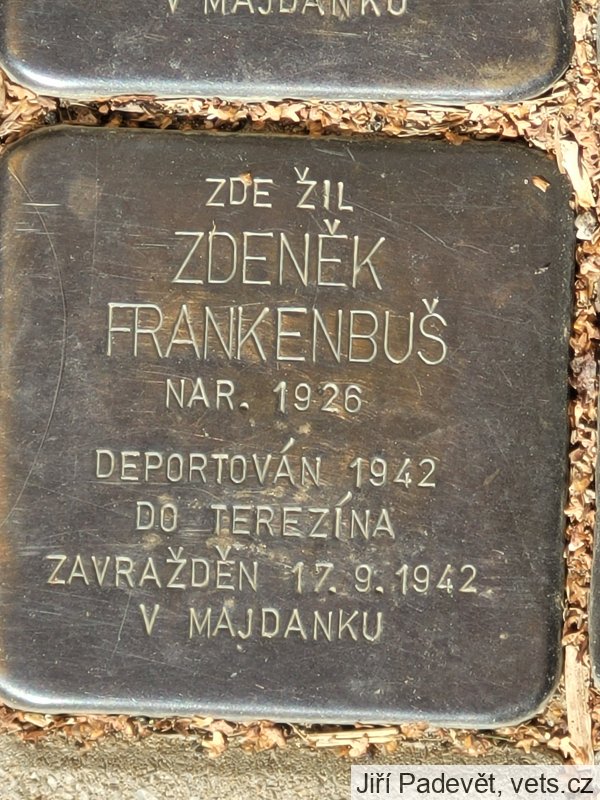 V MAJDANKU
ZDE ŽIL
ZDENĚK
FRANKENBUŠ
NAR. 1926
DEPORTOVÁN 1942
DO TEREZÍNA
ZAVRAŽDĚN 17. 9. 1942
V MAJDANKU
Jiří Padevět, vets.cz